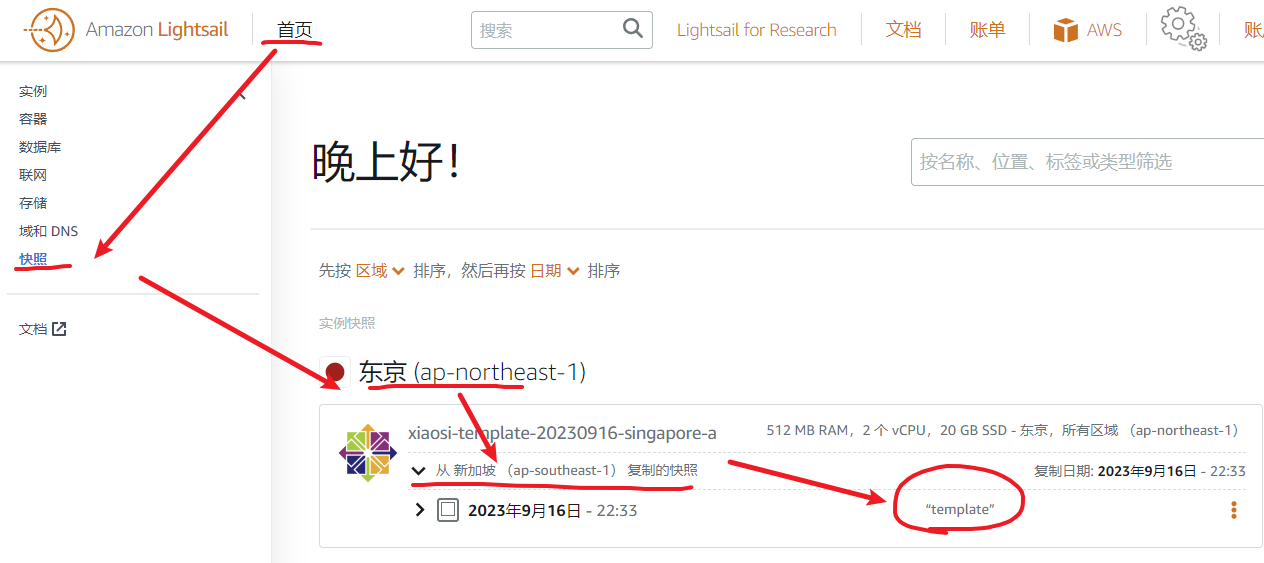 Amazon Lightsail 首页 搜索 Lightsail for Research 文档 账单 AWS 账
实例
容器
数据库
联网
存储
域和 DNS
快照
文档
晚上好！
按名称、位置、标签或类型筛选
先按 区域 排序，然后再按 日期 排序
实例快照
东京 (ap-northeast-1)
xiaosi-template-20230916-singapore-a 512 MB RAM，2 个 vCPU，20 GB SSD - 东京，所有区域 （ap-northeast-1）
从 新加坡 （ap-southeast-1） 复制的快照 复制日期: 2023年9月16日 - 22:33
2023年9月16日 - 22:33 “template”